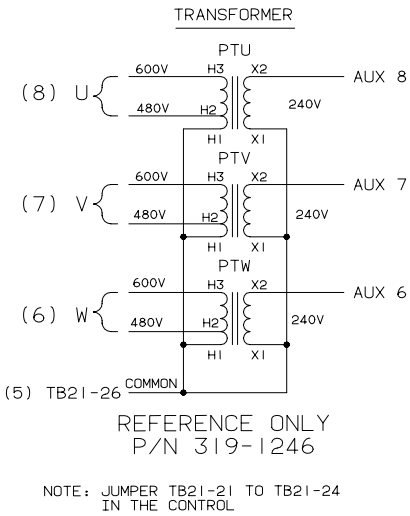 TRANSFORMER
PTU
600V H3 X2 AUX 8
(8) U
480V H2 240V
H1 X1
PTV
600V H3 X2 AUX 7
(7) V
480V H2 240V
H1 X1
PTW
600V H3 X2 AUX 6
(6) W
480V H2 240V
H1 X1
(5) TB21-26 COMMON
REFERENCE ONLY
P/N 319-1246
NOTE: JUMPER TB21-21 TO TB21-24
IN THE CONTROL